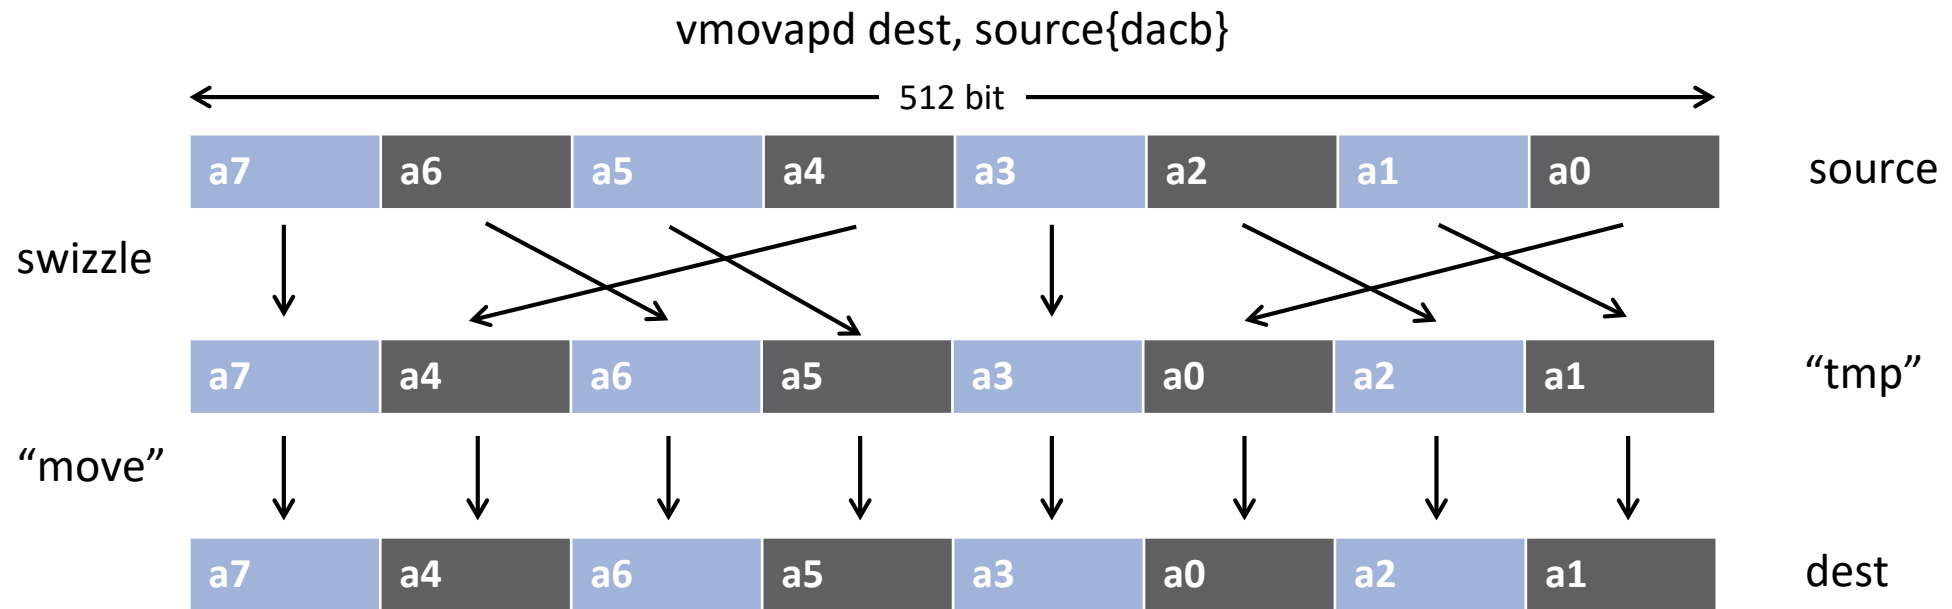 vmovapd dest, source{dacb}
512 bit
a7 a6 a5 a4 a3 a2 a1 a0 source
swizzle
a7 a4 a6 a5 a3 a0 a2 a1 “tmp”
“move”
a7 a4 a6 a5 a3 a0 a2 a1 dest